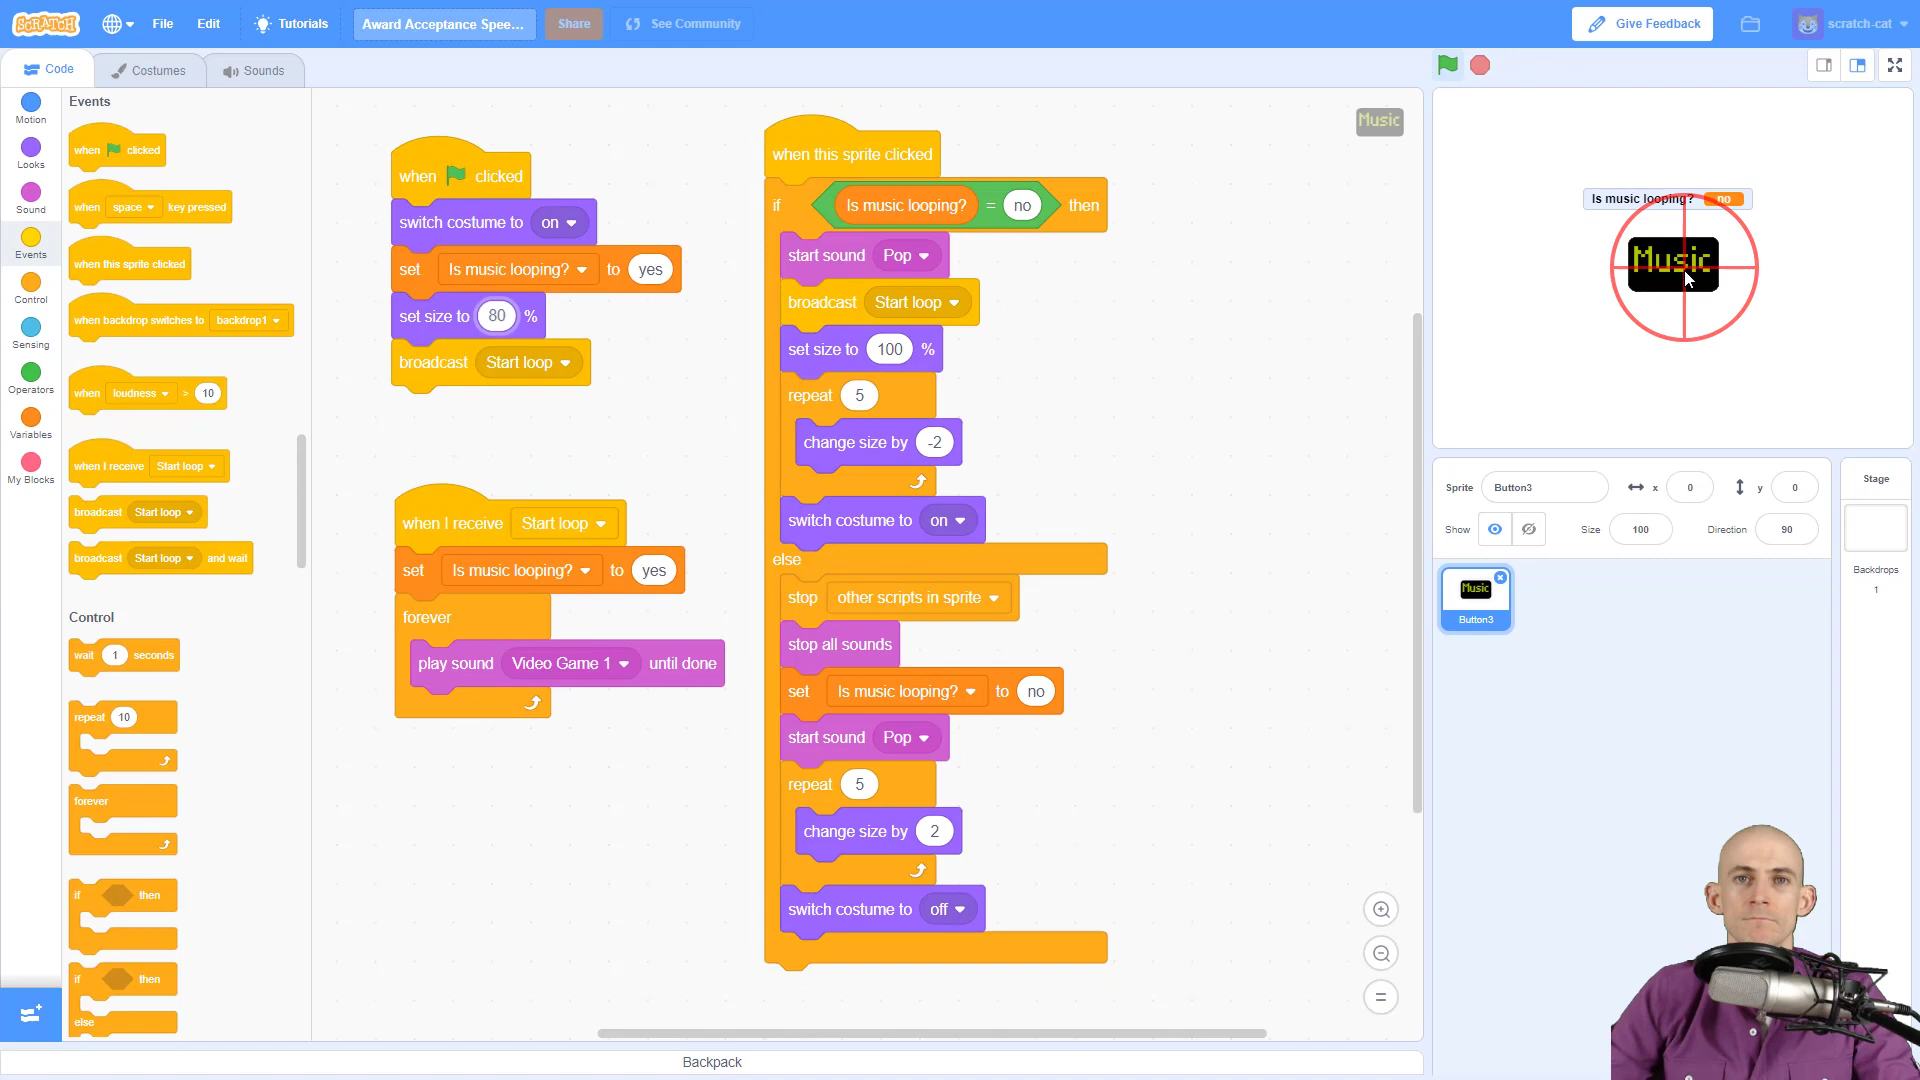 SCRATCH File Edit Tutorials Award Acceptance Spee... Share See Community Give Feedback scratch-cat
Code Costumes Sounds
Motion
Looks
Sound
Events
Control
Sensing
Operators
Variables
My Blocks
Events
when clicked
when space key pressed
when this sprite clicked
when backdrop switches to backdrop1
when loudness > 10
when I receive Start loop
broadcast Start loop
broadcast Start loop and wait
Control
wait 1 seconds
repeat 10
forever
if then
if then
else
when clicked
switch costume to on
set Is music looping? to yes
set size to 80 %
broadcast Start loop
when I receive Start loop
set Is music looping? to yes
forever
play sound Video Game 1 until done
when this sprite clicked
if Is music looping? = no then
start sound Pop
broadcast Start loop
set size to 100 %
repeat 5
change size by -2
switch costume to on
else
stop other scripts in sprite
stop all sounds
set Is music looping? to no
start sound Pop
repeat 5
change size by 2
switch costume to off
Music
Is music looping? no
Music
Sprite Button3 x 0 y 0
Show Size 100 Direction 90
Music
Button3
Stage
Backdrops
1
Backpack